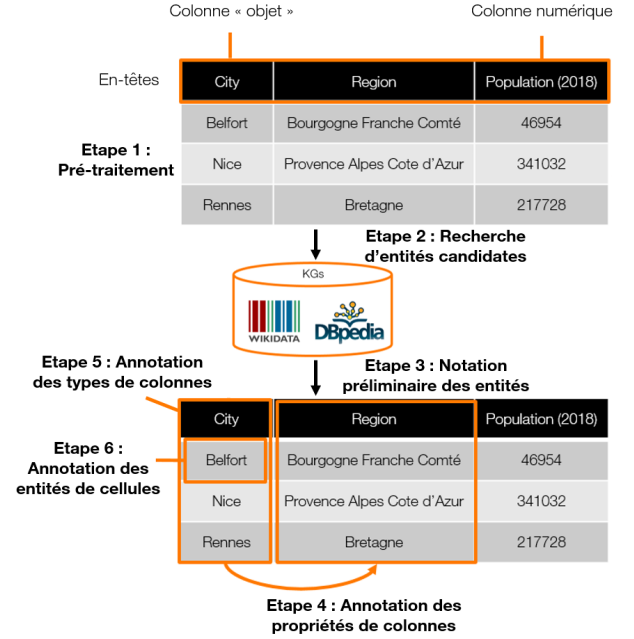 Colonne « objet »
Colonne numérique
En-têtes
City Region Population (2018)
Belfort Bourgogne Franche Comté 46954
Etape 1 :
Pré-traitement
Nice Provence Alpes Cote d'Azur 341032
Rennes Bretagne 217728
Etape 2 : Recherche
d'entités candidates
KGs
WIKIDATA
DBpedia
Etape 5 : Annotation
des types de colonnes
Etape 3 : Notation
préliminaire des entités
City Region Population (2018)
Etape 6 :
Annotation des
entités de cellules
Belfort Bourgogne Franche Comté 46954
Nice Provence Alpes Cote d'Azur 341032
Rennes Bretagne 217728
Etape 4 : Annotation des
propriétés de colonnes